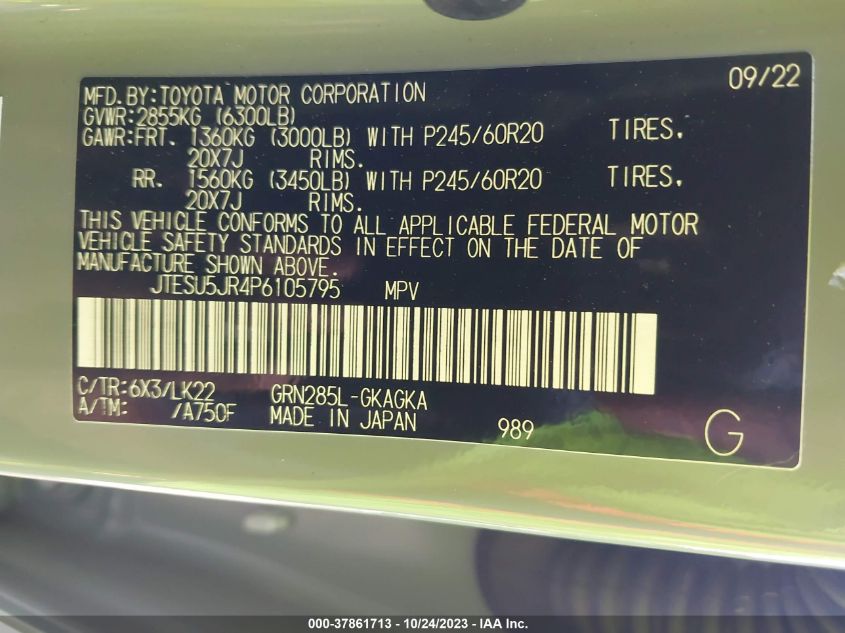 09/22
MFD.BY:TOYOTA MOTOR CORPORATION
GVWR:2855KG (6300LB)
GAWR:FRT. 1360KG (3000LB) WITH P245/60R20 TIRES.
20X7J RIMS.
RR. 1560KG (3450LB) WITH P245/60R20 TIRES.
20X7J RIMS.
THIS VEHICLE CONFORMS TO ALL APPLICABLE FEDERAL MOTOR
VEHICLE SAFETY STANDARDS IN EFFECT ON THE DATE OF
MANUFACTURE SHOWN ABOVE.
JTESU5JR4P6105795 MPV
C/TR:6X3/LK22 GRN285L-GKAGKA
A/TM: /A750F MADE IN JAPAN 989 G
000-37861713 - 10/24/2023 - IAA Inc.